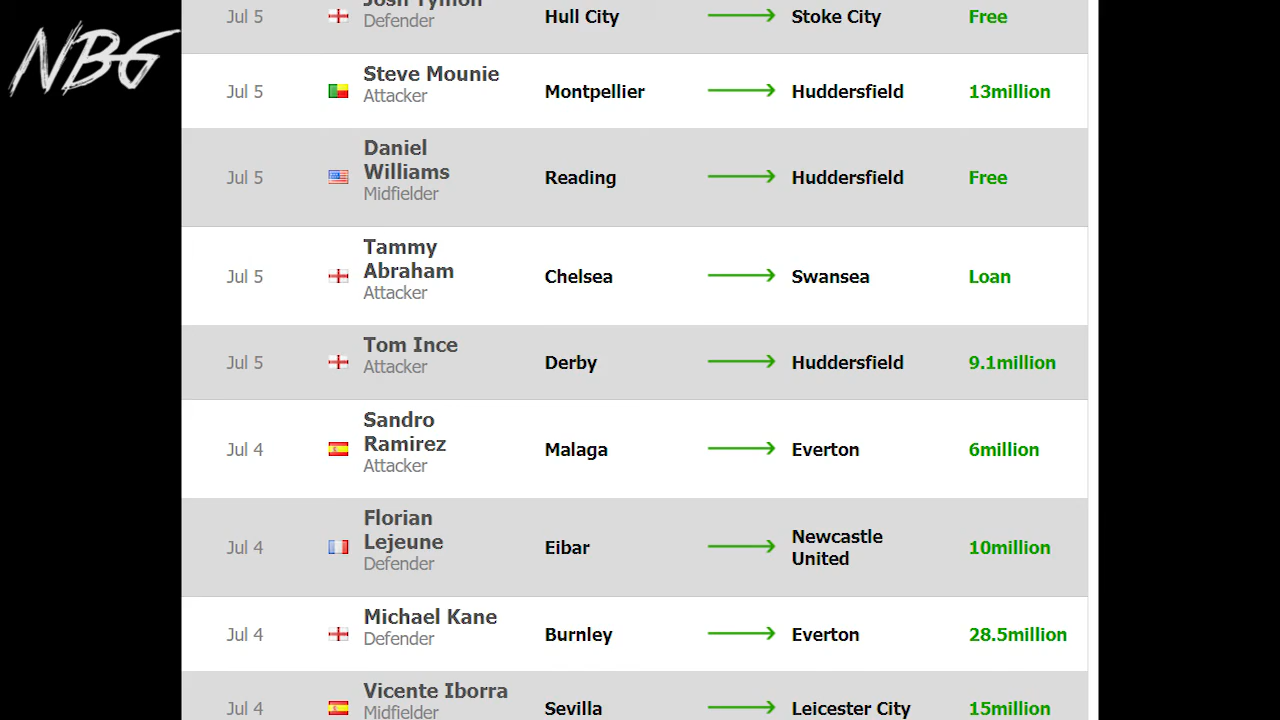 NBG
Jul 5 Josh Tymon Hull City Stoke City Free
Defender
Steve Mounie
Jul 5 Attacker Montpellier Huddersfield 13million
Daniel
Jul 5 Williams Reading Huddersfield Free
Midfielder
Tammy
Jul 5 Abraham Chelsea Swansea Loan
Attacker
Tom Ince
Jul 5 Attacker Derby Huddersfield 9.1million
Sandro
Jul 4 Ramirez Malaga Everton 6million
Attacker
Florian
Jul 4 Lejeune Eibar Newcastle United 10million
Defender
Michael Kane
Jul 4 Defender Burnley Everton 28.5million
Vicente Iborra
Jul 4 Midfielder Sevilla Leicester City 15million